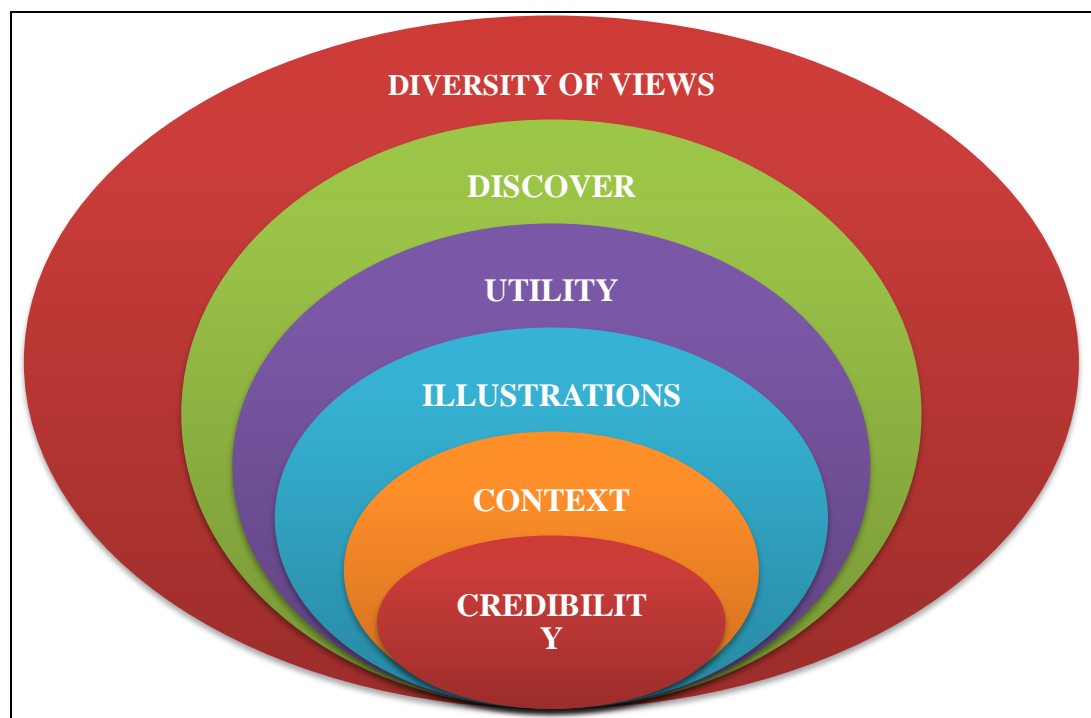 DIVERSITY OF VIEWS
DISCOVER
UTILITY
ILLUSTRATIONS
CONTEXT
CREDIBILIT
Y